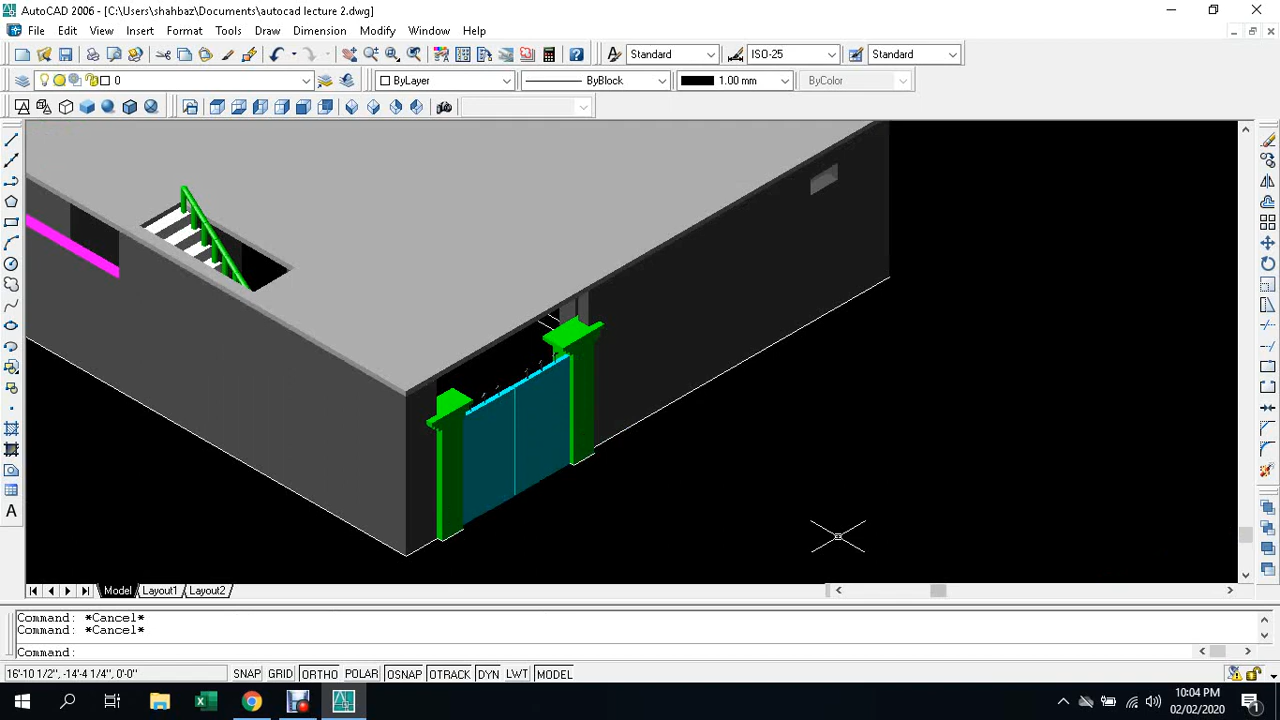 AutoCAD 2006 - [C:\Users\shahbaz\Documents\autocad lecture 2.dwg]
File Edit View Insert Format Tools Draw Dimension Modify Window Help
Standard ISO-25 Standard
0 ByLayer ByBlock 1.00 mm ByColor
A
Model Layout1 Layout2
Command: *Cancel*
Command: *Cancel*
Command:
16'-10 1/2", -14'-4 1/4", 0'-0" SNAP GRID ORTHO POLAR OSNAP OTRACK DYN LWT MODEL
10:04 PM
02/02/2020
1